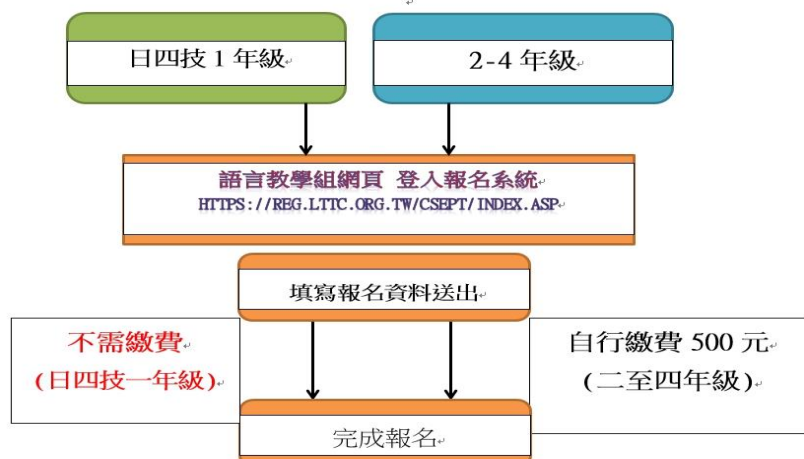 日四技 1 年級
2-4 年級
語言教學組網頁 登入報名系統
HTTPS://REG.LTTC.ORG.TW/CSEPT/INDEX.ASP
填寫報名資料送出
不需繳費
(日四技一年級)
自行繳費 500 元
(二至四年級)
完成報名